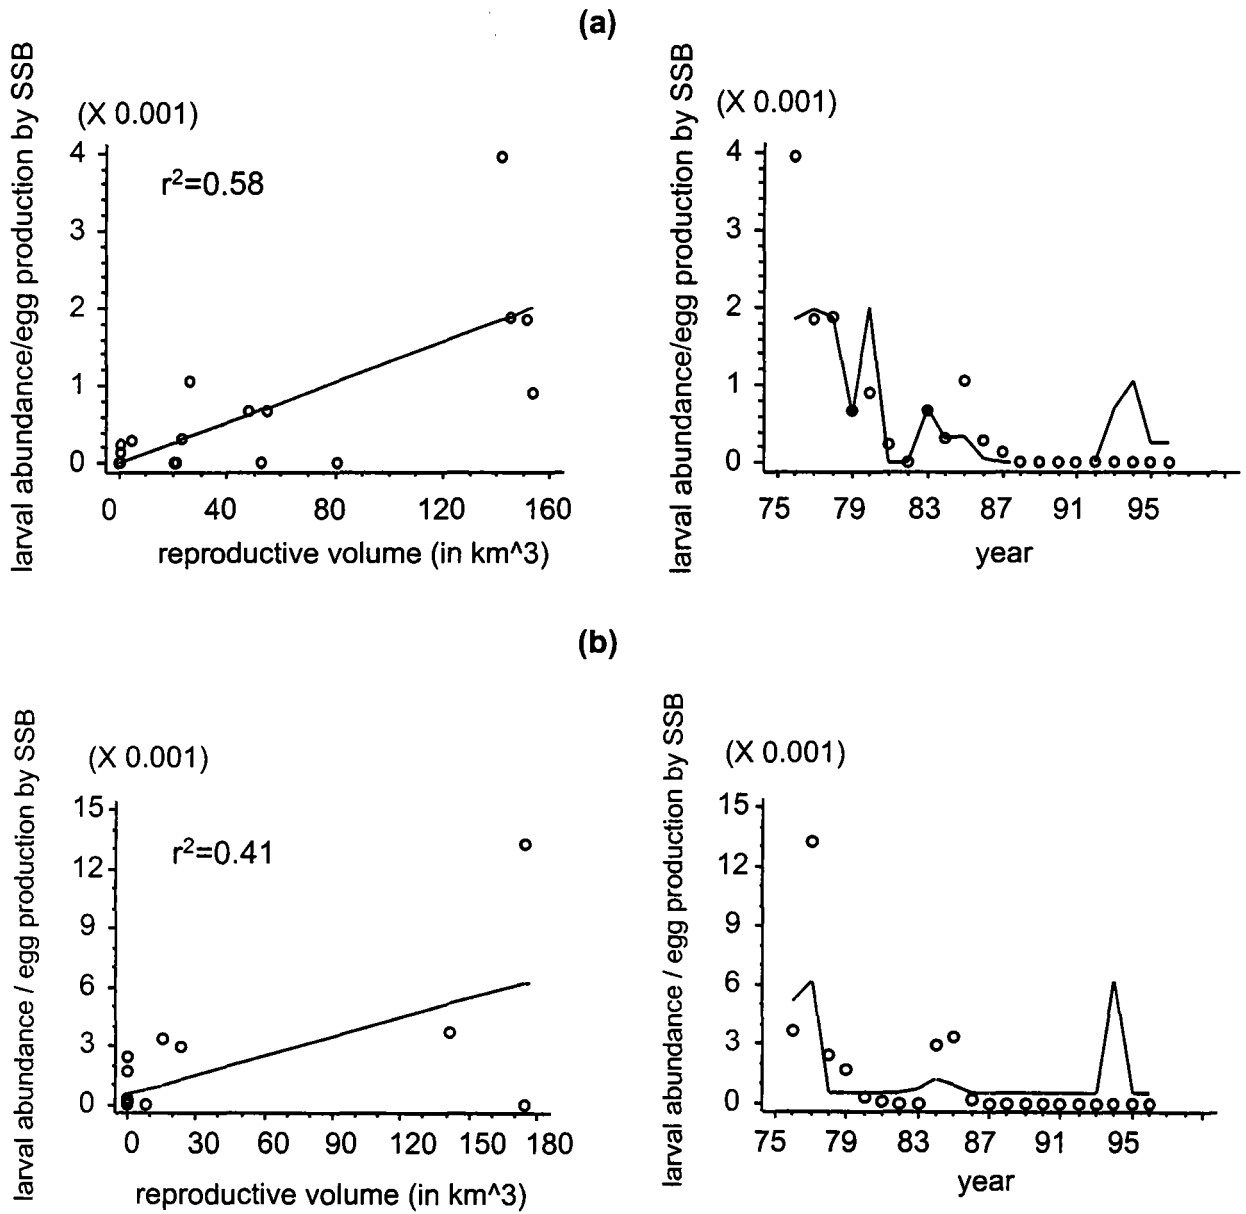 (a)
larval abundance/egg production by SSB
(X 0.001)
r²=0.58
4
3
2
1
0
0 40 80 120 160
reproductive volume (in km^3)
larval abundance/egg production by SSB
(X 0.001)
4
3
2
1
0
75 79 83 87 91 95
year
(b)
larval abundance / egg production by SSB
(X 0.001)
r²=0.41
15
12
9
6
3
0
0 30 60 90 120 150 180
reproductive volume (in km^3)
larval abundance / egg production by SSB
(X 0.001)
15
12
9
6
3
0
75 79 83 87 91 95
year